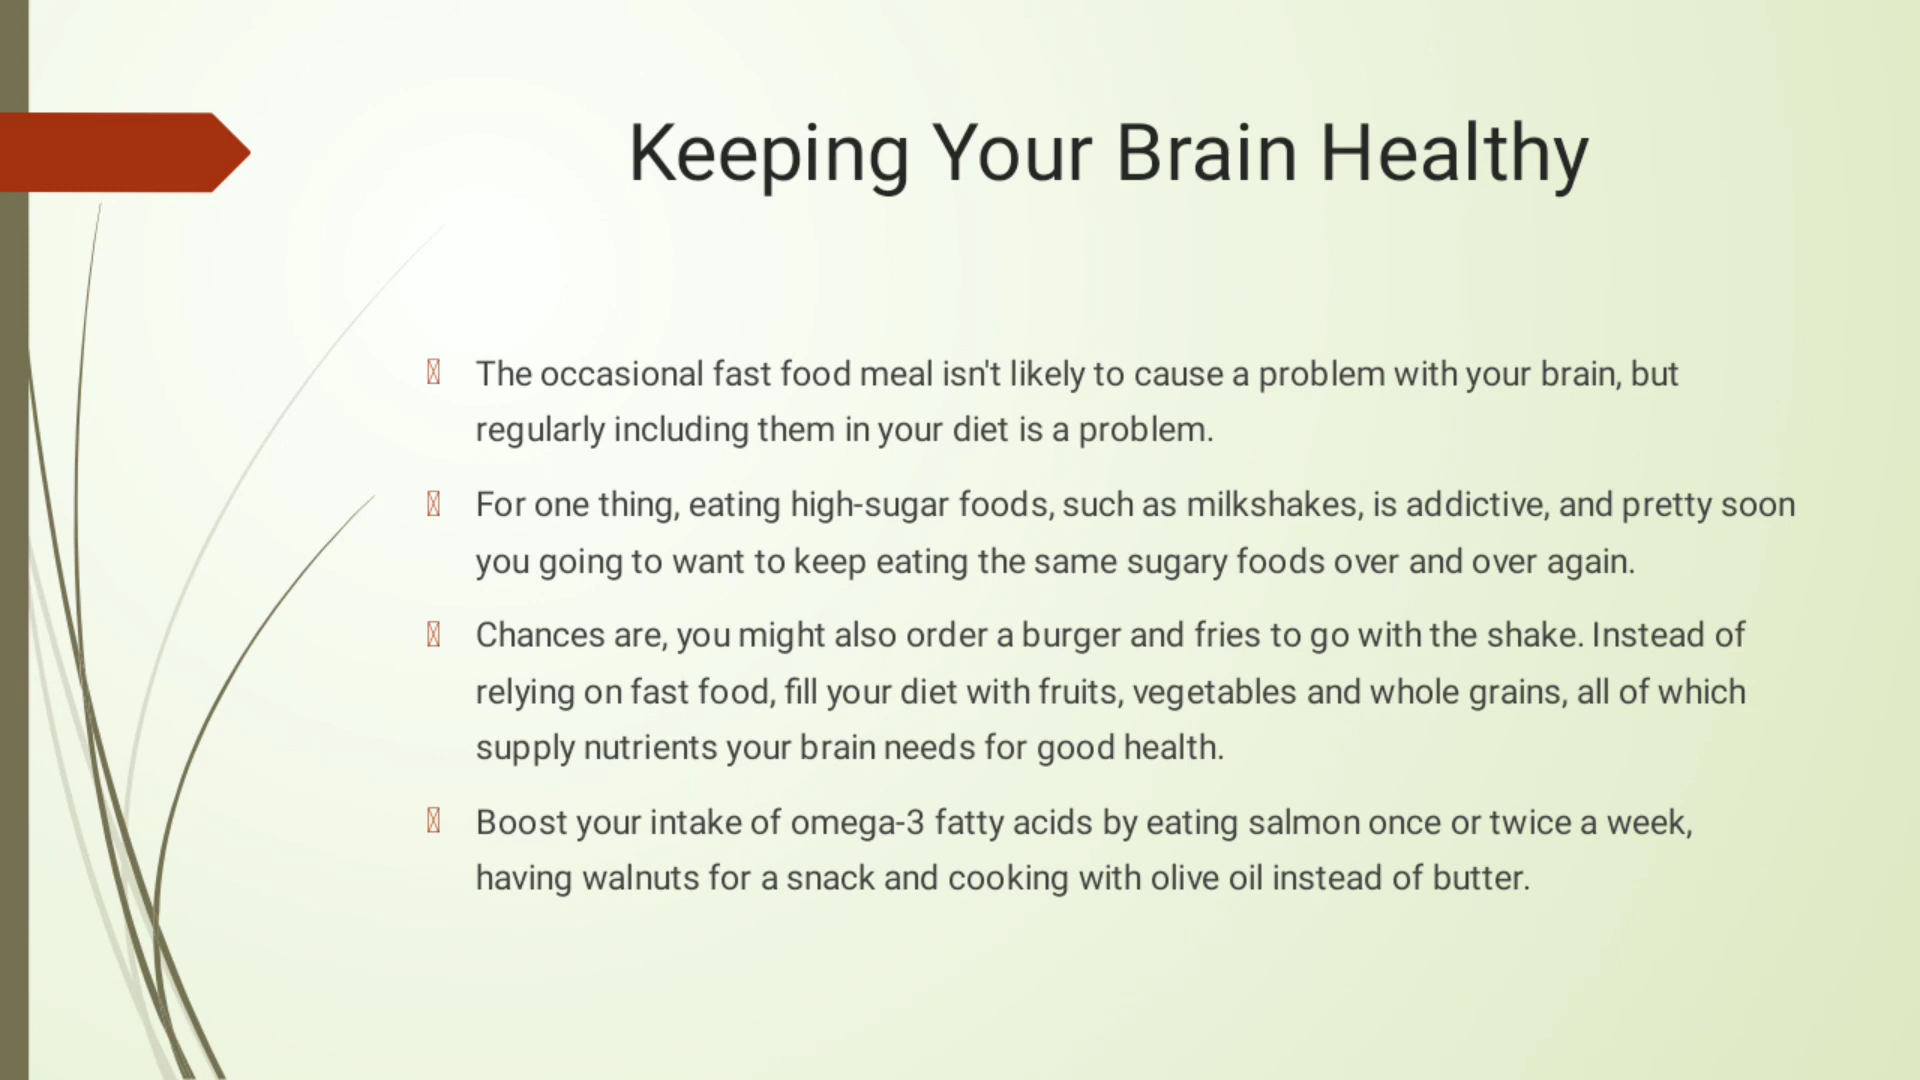 Keeping Your Brain Healthy
The occasional fast food meal isn't likely to cause a problem with your brain, but
regularly including them in your diet is a problem.
For one thing, eating high-sugar foods, such as milkshakes, is addictive, and pretty soon
you going to want to keep eating the same sugary foods over and over again.
Chances are, you might also order a burger and fries to go with the shake. Instead of
relying on fast food, fill your diet with fruits, vegetables and whole grains, all of which
supply nutrients your brain needs for good health.
Boost your intake of omega-3 fatty acids by eating salmon once or twice a week,
having walnuts for a snack and cooking with olive oil instead of butter.